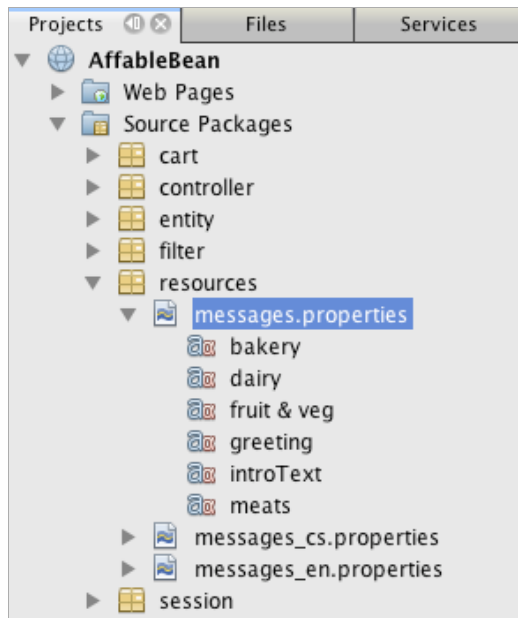 Projects Files Services
AffableBean
Web Pages
Source Packages
cart
controller
entity
filter
resources
messages.properties
bakery
dairy
fruit & veg
greeting
introText
meats
messages_cs.properties
messages_en.properties
session